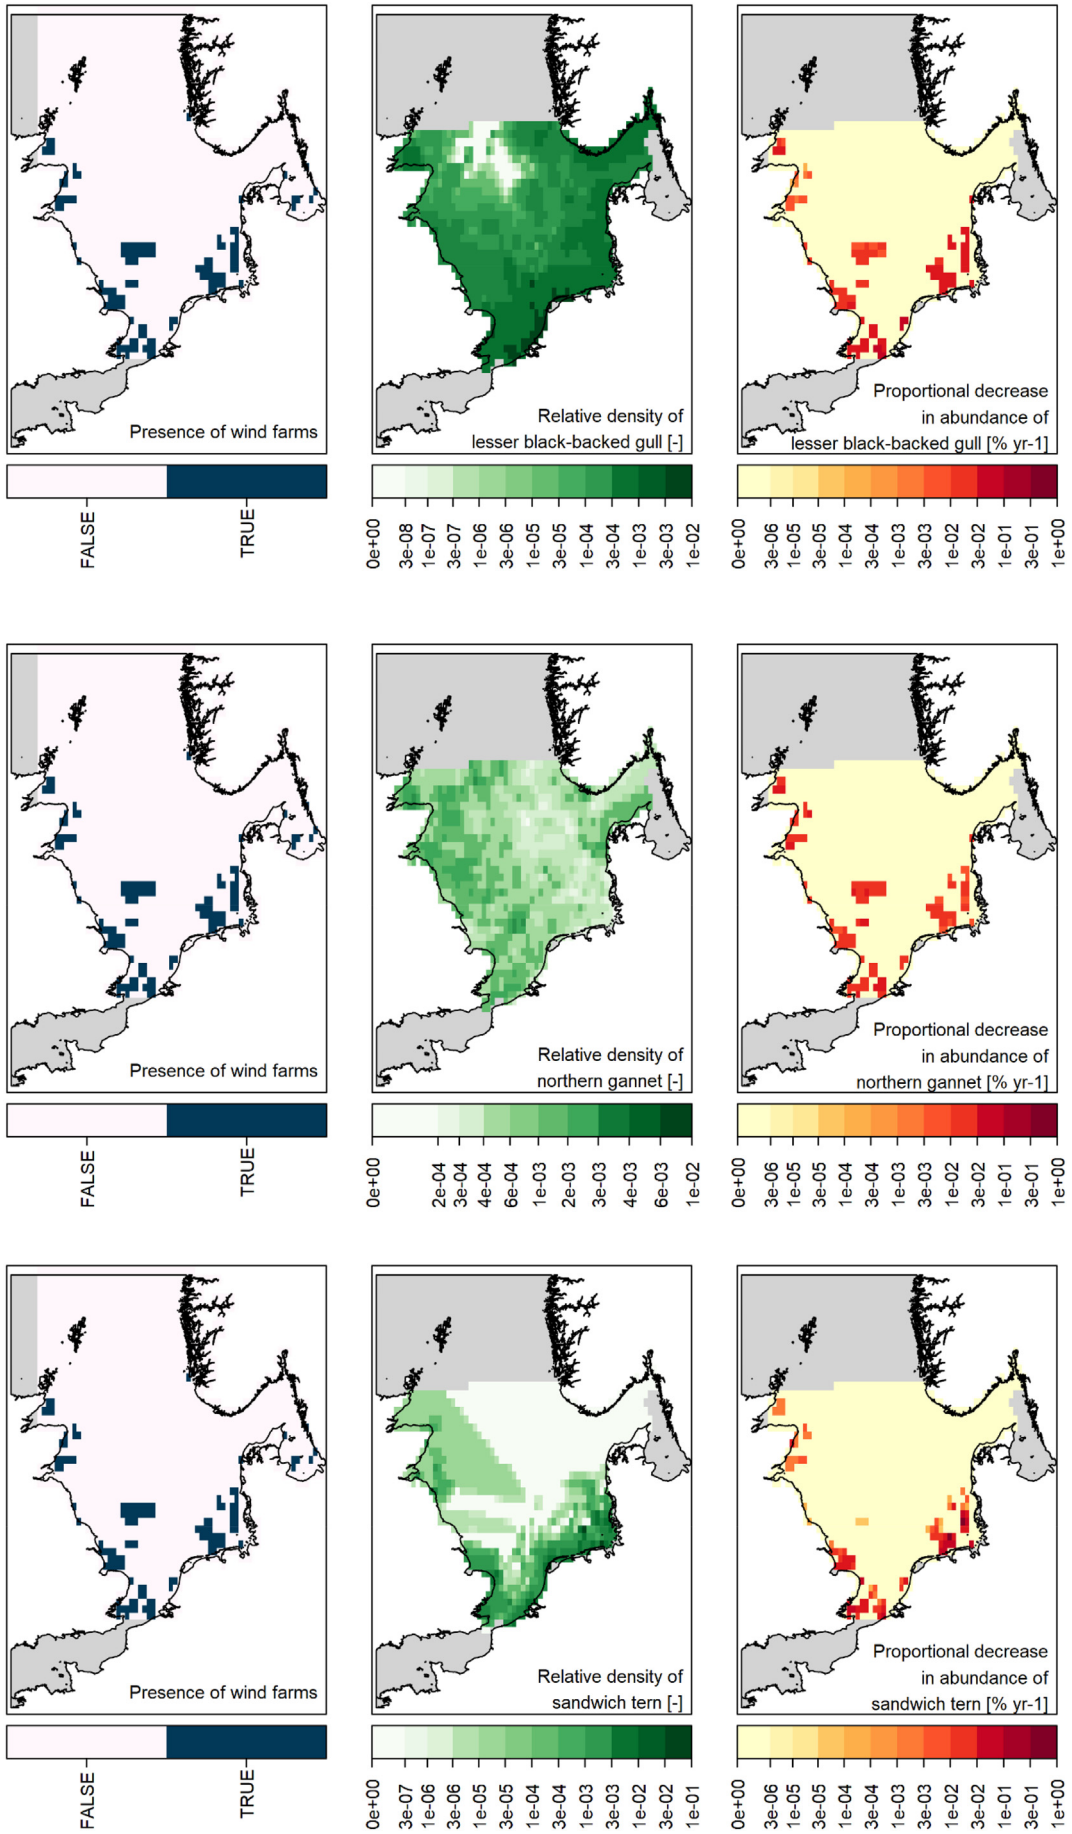 Presence of wind farms
FALSE
TRUE
Relative density of
lesser black-backed gull [-]
0e+00
3e-08
1e-07
3e-07
1e-06
3e-06
1e-05
3e-05
1e-04
3e-04
1e-03
3e-03
1e-02
Proportional decrease
in abundance of
lesser black-backed gull [% yr-1]
0e+00
3e-06
1e-05
3e-05
1e-04
3e-04
1e-03
3e-03
1e-02
3e-02
1e-01
1e+00
Presence of wind farms
FALSE
TRUE
Relative density of
northern gannet [-]
0e+00
2e-04
3e-04
4e-04
6e-04
1e-03
2e-03
3e-03
4e-03
6e-03
1e-02
Proportional decrease
in abundance of
northern gannet [% yr-1]
0e+00
3e-06
1e-05
3e-05
1e-04
3e-04
1e-03
3e-03
1e-02
3e-02
1e-01
1e+00
Presence of wind farms
FALSE
TRUE
Relative density of
sandwich tern [-]
0e+00
3e-07
1e-06
3e-06
1e-05
3e-05
1e-04
3e-04
1e-03
3e-03
1e-02
3e-02
1e-01
Proportional decrease
in abundance of
sandwich tern [% yr-1]
0e+00
3e-06
1e-05
3e-05
1e-04
3e-04
1e-03
3e-03
1e-02
3e-02
1e-01
1e+00